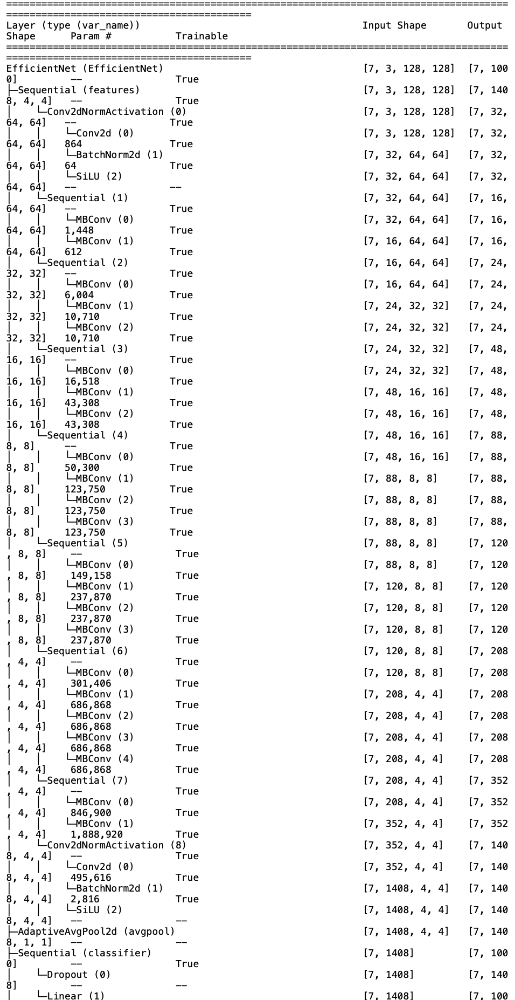 ======================================================================================
==========================================
Layer (type (var_name))                                      Input Shape       Output
Shape      Param #           Trainable
======================================================================================
==========================================
EfficientNet (EfficientNet)                                  [7, 3, 128, 128]  [7, 100
0]         --                True
├─Sequential (features)                                      [7, 3, 128, 128]  [7, 140
8, 4, 4]   --                True
│    └─Conv2dNormActivation (0)                              [7, 3, 128, 128]  [7, 32,
64, 64]   --                True
│    │    └─Conv2d (0)                                       [7, 3, 128, 128]  [7, 32,
64, 64]   864               True
│    │    └─BatchNorm2d (1)                                  [7, 32, 64, 64]   [7, 32,
64, 64]   64                True
│    │    └─SiLU (2)                                         [7, 32, 64, 64]   [7, 32,
64, 64]   --                --
│    └─Sequential (1)                                        [7, 32, 64, 64]   [7, 16,
64, 64]   --                True
│    │    └─MBConv (0)                                       [7, 32, 64, 64]   [7, 16,
64, 64]   1,448             True
│    │    └─MBConv (1)                                       [7, 16, 64, 64]   [7, 16,
64, 64]   612               True
│    └─Sequential (2)                                        [7, 16, 64, 64]   [7, 24,
32, 32]   --                True
│    │    └─MBConv (0)                                       [7, 16, 64, 64]   [7, 24,
32, 32]   6,004             True
│    │    └─MBConv (1)                                       [7, 24, 32, 32]   [7, 24,
32, 32]   10,710            True
│    │    └─MBConv (2)                                       [7, 24, 32, 32]   [7, 24,
32, 32]   10,710            True
│    └─Sequential (3)                                        [7, 24, 32, 32]   [7, 48,
16, 16]   --                True
│    │    └─MBConv (0)                                       [7, 24, 32, 32]   [7, 48,
16, 16]   16,518            True
│    │    └─MBConv (1)                                       [7, 48, 16, 16]   [7, 48,
16, 16]   43,308            True
│    │    └─MBConv (2)                                       [7, 48, 16, 16]   [7, 48,
16, 16]   43,308            True
│    └─Sequential (4)                                        [7, 48, 16, 16]   [7, 88,
8, 8]     --                True
│    │    └─MBConv (0)                                       [7, 48, 16, 16]   [7, 88,
8, 8]     50,300            True
│    │    └─MBConv (1)                                       [7, 88, 8, 8]     [7, 88,
8, 8]     123,750           True
│    │    └─MBConv (2)                                       [7, 88, 8, 8]     [7, 88,
8, 8]     123,750           True
│    │    └─MBConv (3)                                       [7, 88, 8, 8]     [7, 88,
8, 8]     123,750           True
│    └─Sequential (5)                                        [7, 88, 8, 8]     [7, 120
, 8, 8]    --                True
│    │    └─MBConv (0)                                       [7, 88, 8, 8]     [7, 120
, 8, 8]    149,158           True
│    │    └─MBConv (1)                                       [7, 120, 8, 8]    [7, 120
, 8, 8]    237,870           True
│    │    └─MBConv (2)                                       [7, 120, 8, 8]    [7, 120
, 8, 8]    237,870           True
│    │    └─MBConv (3)                                       [7, 120, 8, 8]    [7, 120
, 8, 8]    237,870           True
│    └─Sequential (6)                                        [7, 120, 8, 8]    [7, 208
, 4, 4]    --                True
│    │    └─MBConv (0)                                       [7, 120, 8, 8]    [7, 208
, 4, 4]    301,406           True
│    │    └─MBConv (1)                                       [7, 208, 4, 4]    [7, 208
, 4, 4]    686,868           True
│    │    └─MBConv (2)                                       [7, 208, 4, 4]    [7, 208
, 4, 4]    686,868           True
│    │    └─MBConv (3)                                       [7, 208, 4, 4]    [7, 208
, 4, 4]    686,868           True
│    │    └─MBConv (4)                                       [7, 208, 4, 4]    [7, 208
, 4, 4]    686,868           True
│    └─Sequential (7)                                        [7, 208, 4, 4]    [7, 352
, 4, 4]    --                True
│    │    └─MBConv (0)                                       [7, 208, 4, 4]    [7, 352
, 4, 4]    846,900           True
│    │    └─MBConv (1)                                       [7, 352, 4, 4]    [7, 352
, 4, 4]    1,888,920         True
│    └─Conv2dNormActivation (8)                              [7, 352, 4, 4]    [7, 140
8, 4, 4]   --                True
│    │    └─Conv2d (0)                                       [7, 352, 4, 4]    [7, 140
8, 4, 4]   495,616           True
│    │    └─BatchNorm2d (1)                                  [7, 1408, 4, 4]   [7, 140
8, 4, 4]   2,816             True
│    │    └─SiLU (2)                                         [7, 1408, 4, 4]   [7, 140
8, 4, 4]   --                --
├─AdaptiveAvgPool2d (avgpool)                                [7, 1408, 4, 4]   [7, 140
8, 1, 1]   --                --
├─Sequential (classifier)                                    [7, 1408]         [7, 100
0]         --                True
│    └─Dropout (0)                                           [7, 1408]         [7, 140
8]         --                --
│    └─Linear (1)                                            [7, 1408]         [7, 100